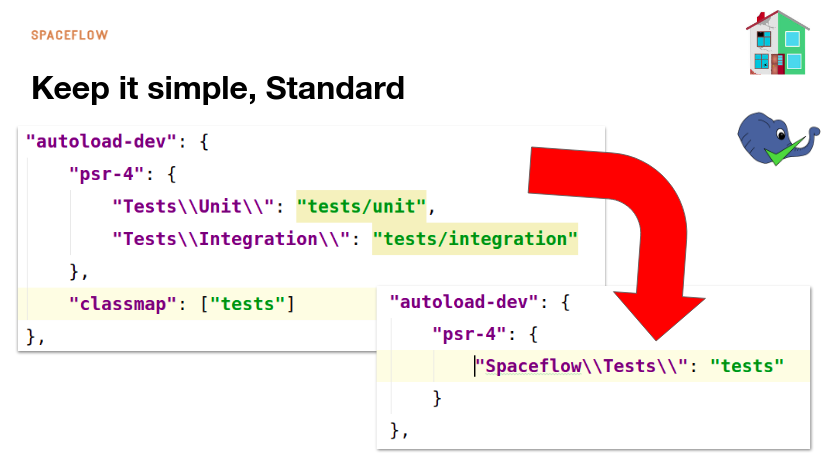 SPACEFLOW
Keep it simple, Standard
"autoload-dev": {
"psr-4": {
"Tests\\Unit\\": "tests/unit",
"Tests\\Integration\\": "tests/integration"
},
"classmap": ["tests"]
},
"autoload-dev": {
"psr-4": {
"Spaceflow\\Tests\\": "tests"
}
},